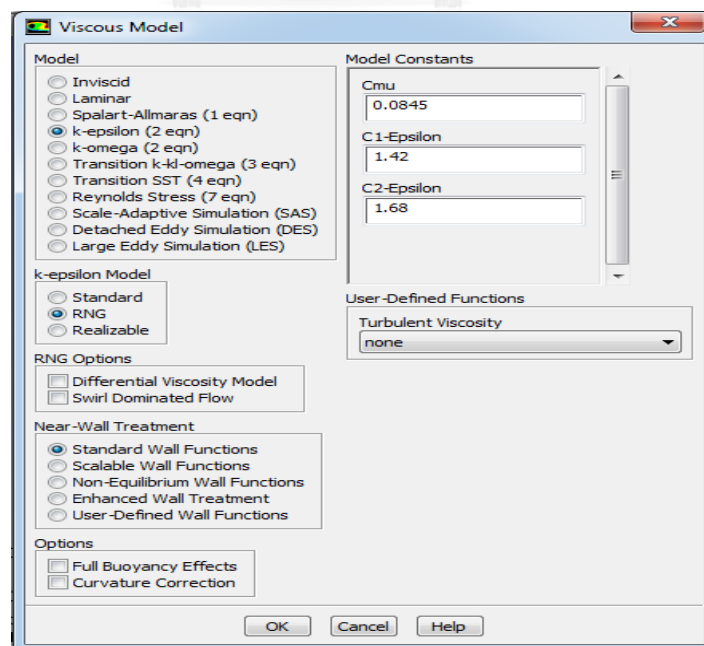 Viscous Model
Model
Inviscid
Laminar
Spalart-Allmaras (1 eqn)
k-epsilon (2 eqn)
k-omega (2 eqn)
Transition k-kl-omega (3 eqn)
Transition SST (4 eqn)
Reynolds Stress (7 eqn)
Scale-Adaptive Simulation (SAS)
Detached Eddy Simulation (DES)
Large Eddy Simulation (LES)
k-epsilon Model
Standard
RNG
Realizable
RNG Options
Differential Viscosity Model
Swirl Dominated Flow
Near-Wall Treatment
Standard Wall Functions
Scalable Wall Functions
Non-Equilibrium Wall Functions
Enhanced Wall Treatment
User-Defined Wall Functions
Options
Full Buoyancy Effects
Curvature Correction
Model Constants
Cmu
0.0845
C1-Epsilon
1.42
C2-Epsilon
1.68
User-Defined Functions
Turbulent Viscosity
none
OK Cancel Help